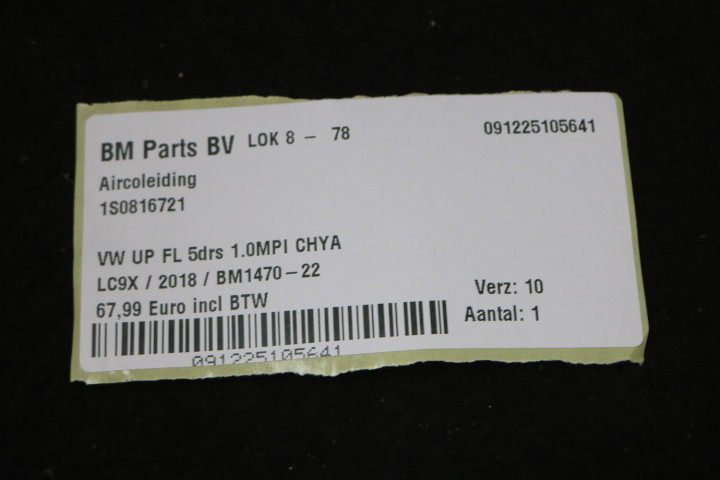 BM Parts BV LOK 8 - 78 091225105641
Aircoleiding
1S0816721
VW UP FL 5drs 1.0MPI CHYA
LC9X / 2018 / BM1470-22
67,99 Euro incl BTW
Verz: 10
Aantal: 1
091225105641